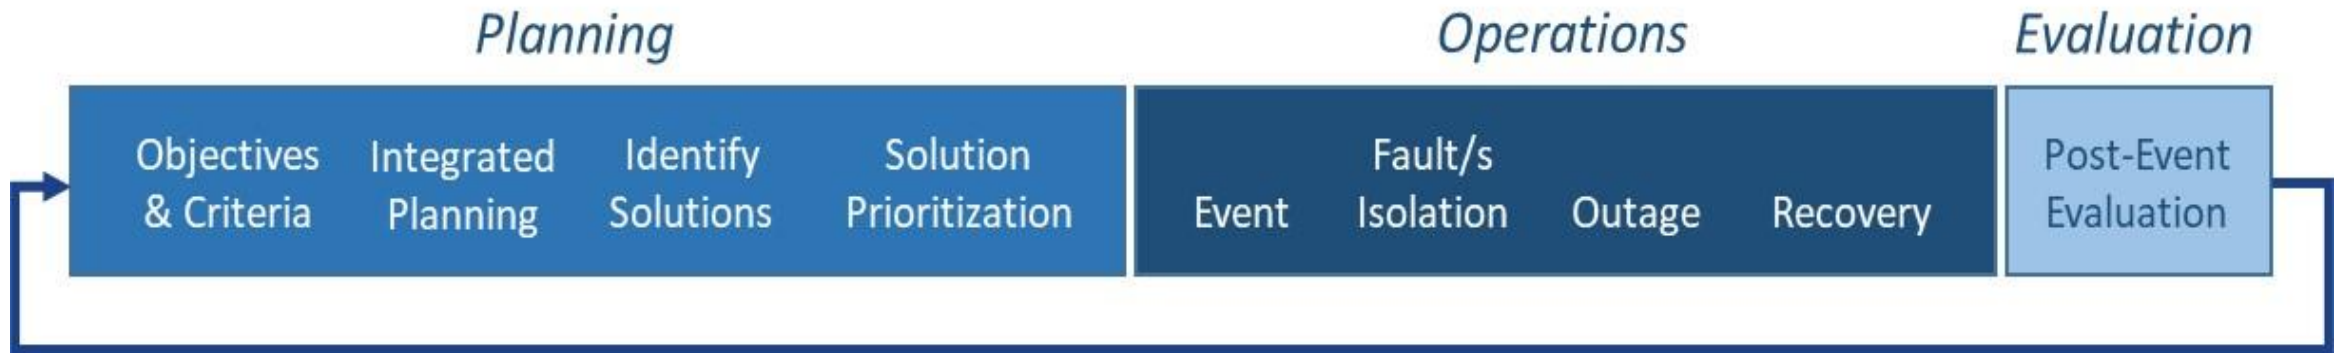 Planning
Operations
Evaluation
Objectives
& Criteria
Integrated
Planning
Identify
Solutions
Solution
Prioritization
Event
Fault/s
Isolation
Outage
Recovery
Post-Event
Evaluation